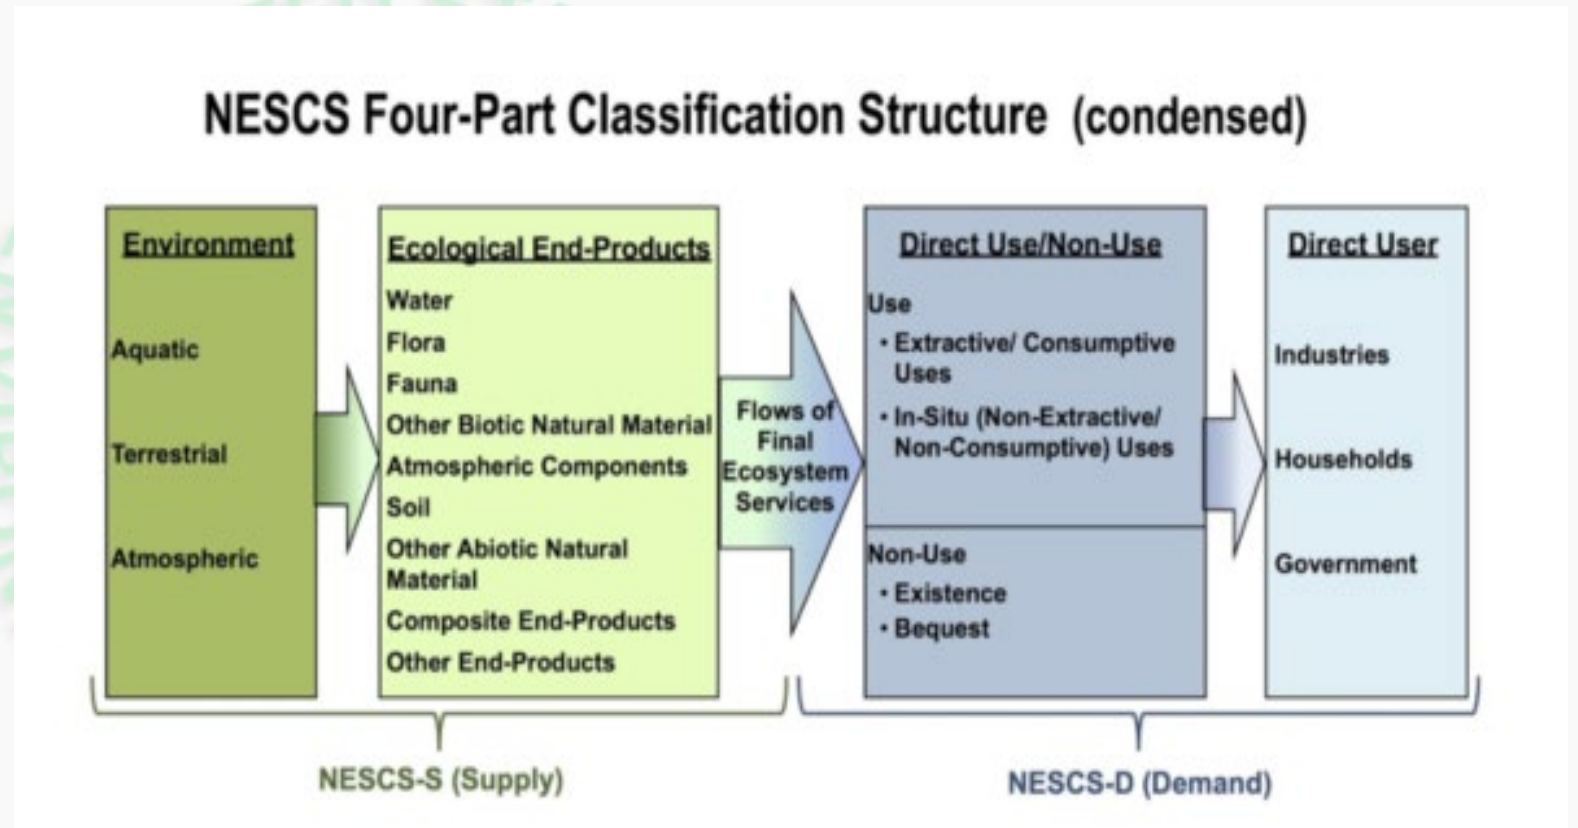 NESCS Four-Part Classification Structure (condensed)
Environment
Aquatic
Terrestrial
Atmospheric
Ecological End-Products
Water
Flora
Fauna
Other Biotic Natural Material
Atmospheric Components
Soil
Other Abiotic Natural
Material
Composite End-Products
Other End-Products
Flows of
Final
Ecosystem
Services
Direct Use/Non-Use
Use
• Extractive/ Consumptive
Uses
• In-Situ (Non-Extractive/
Non-Consumptive) Uses
Non-Use
• Existence
• Bequest
Direct User
Industries
Households
Government
NESCS-S (Supply)
NESCS-D (Demand)